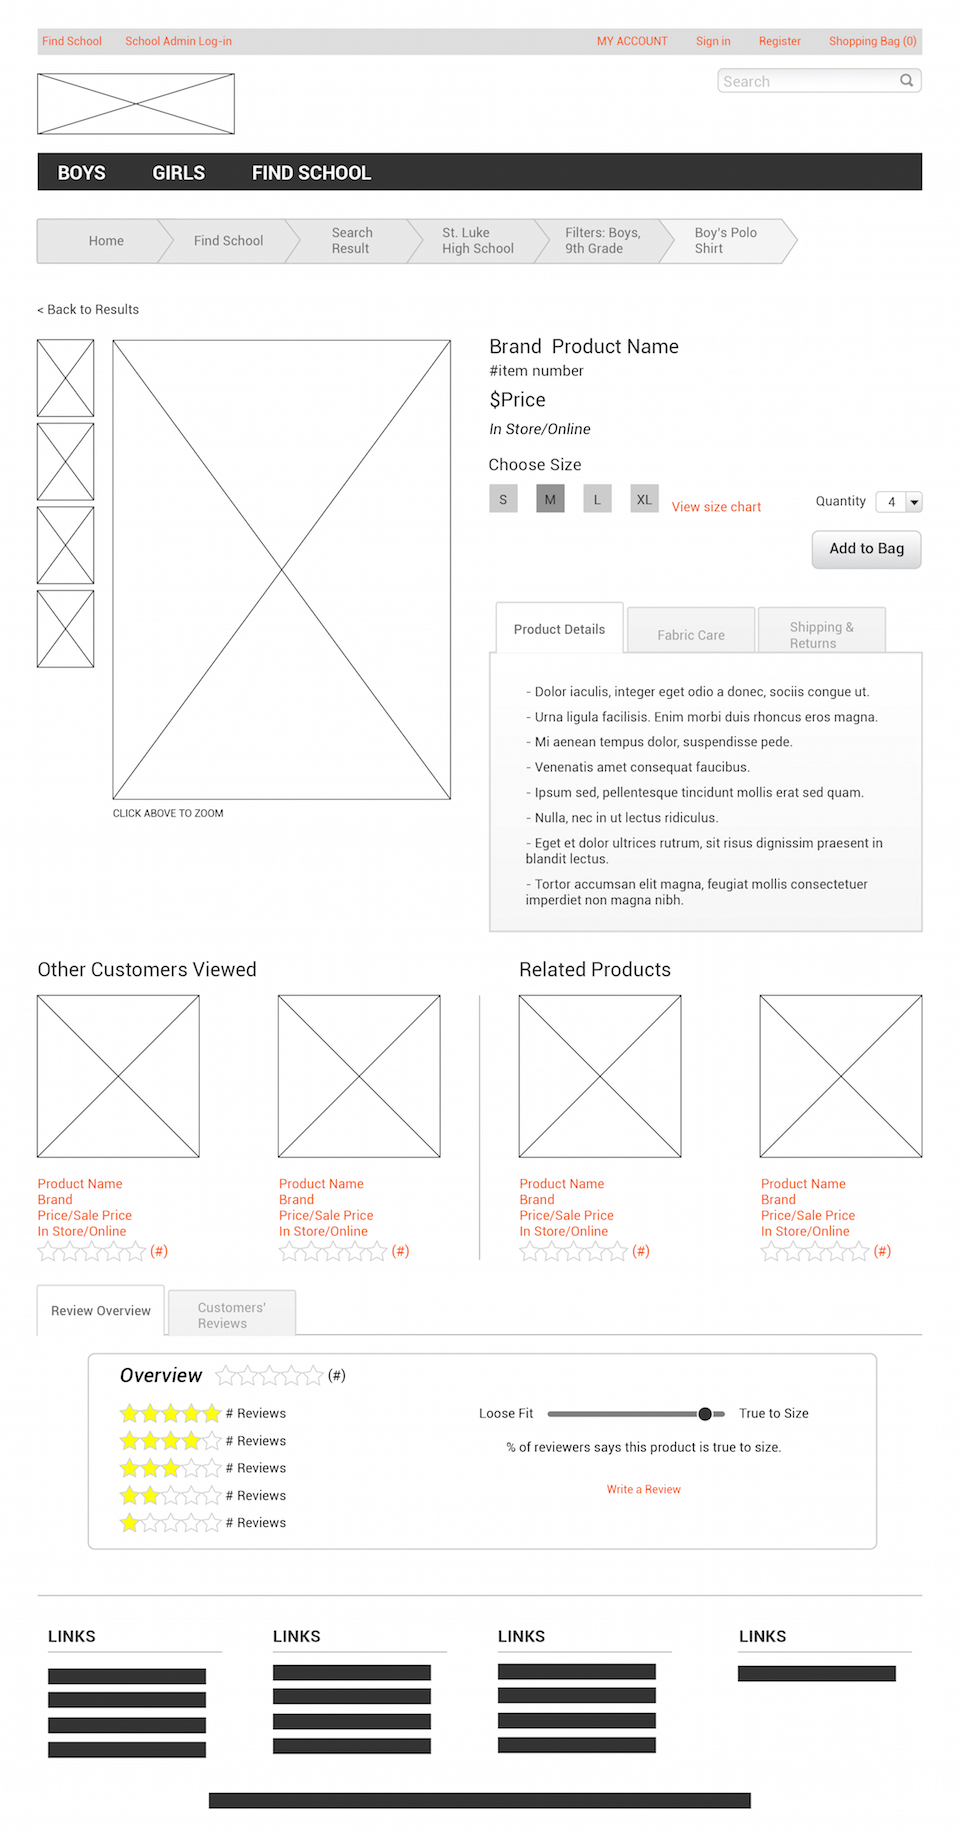 Find School School Admin Log-in MY ACCOUNT Sign in Register Shopping Bag (0)
Search
BOYS GIRLS FIND SCHOOL
Home
Find School
Search
Result
St. Luke
High School
Filters: Boys,
9th Grade
Boy's Polo
Shirt
< Back to Results
CLICK ABOVE TO ZOOM
Brand Product Name
#item number
$Price
In Store/Online
Choose Size
S M L XL View size chart
Quantity 4
Add to Bag
Product Details
Fabric Care
Shipping &
Returns
- Dolor iaculis, integer eget odio a donec, sociis congue ut.
- Urna ligula facilisis. Enim morbi duis rhoncus eros magna.
- Mi aenean tempus dolor, suspendisse pede.
- Venenatis amet consequat faucibus.
- Ipsum sed, pellentesque tincidunt mollis erat sed quam.
- Nulla, nec in ut lectus ridiculus.
- Eget et dolor ultrices rutrum, sit risus dignissim praesent in
blandit lectus.
- Tortor accumsan elit magna, feugiat mollis consectetuer
imperdiet non magna nibh.
Other Customers Viewed
Product Name
Brand
Price/Sale Price
In Store/Online
(#)
Product Name
Brand
Price/Sale Price
In Store/Online
(#)
Related Products
Product Name
Brand
Price/Sale Price
In Store/Online
(#)
Product Name
Brand
Price/Sale Price
In Store/Online
(#)
Review Overview
Customers'
Reviews
Overview (#)
# Reviews
# Reviews
# Reviews
# Reviews
# Reviews
Loose Fit True to Size
% of reviewers says this product is true to size.
Write a Review
LINKS LINKS LINKS LINKS